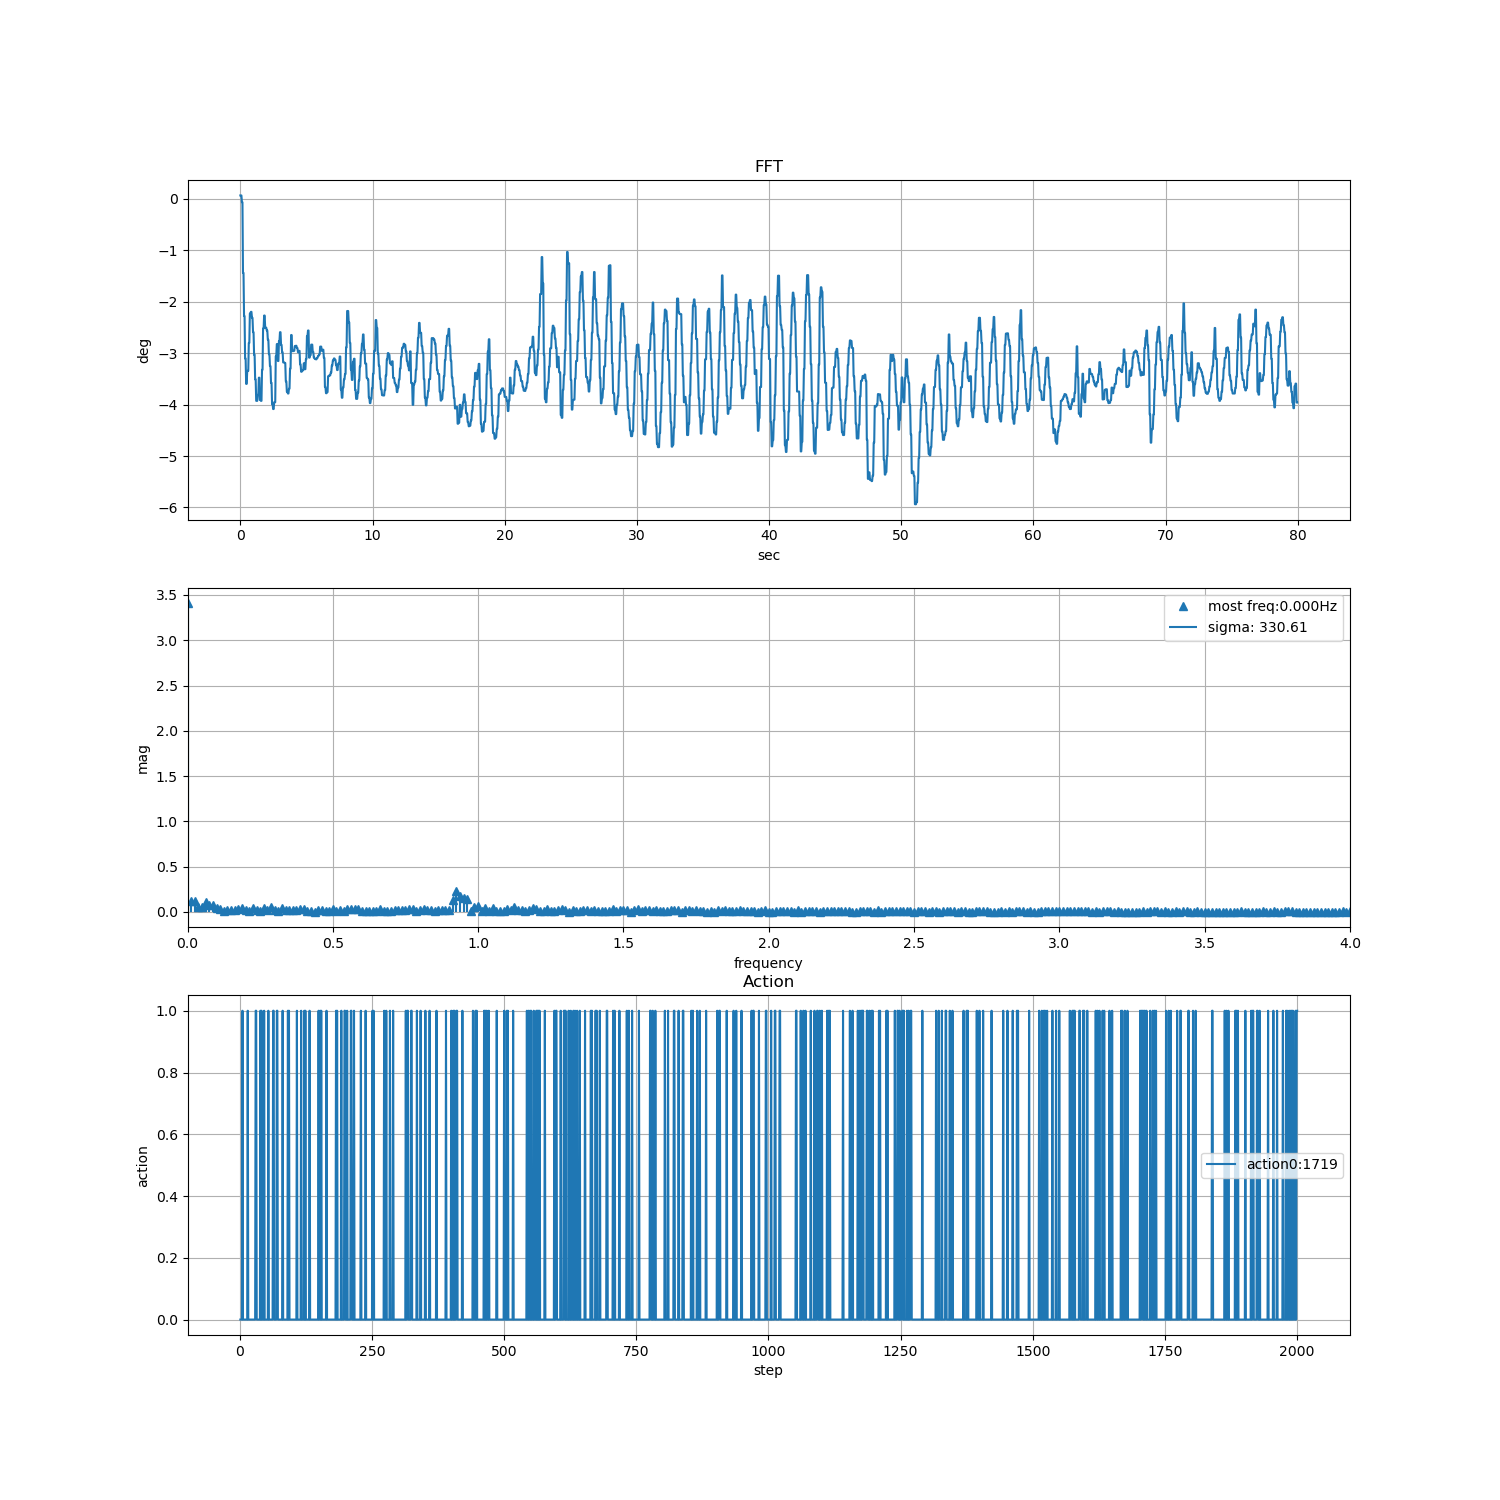 FFT
0
−1
−2
−3
−4
−5
−6
deg
0 10 20 30 40 50 60 70 80
sec
3.5
3.0
2.5
2.0
1.5
1.0
0.5
0.0
mag
most freq:0.000Hz
sigma: 330.61
0.0 0.5 1.0 1.5 2.0 2.5 3.0 3.5 4.0
frequency
Action
1.0
0.8
0.6
0.4
0.2
0.0
action
action0:1719
0 250 500 750 1000 1250 1500 1750 2000
step